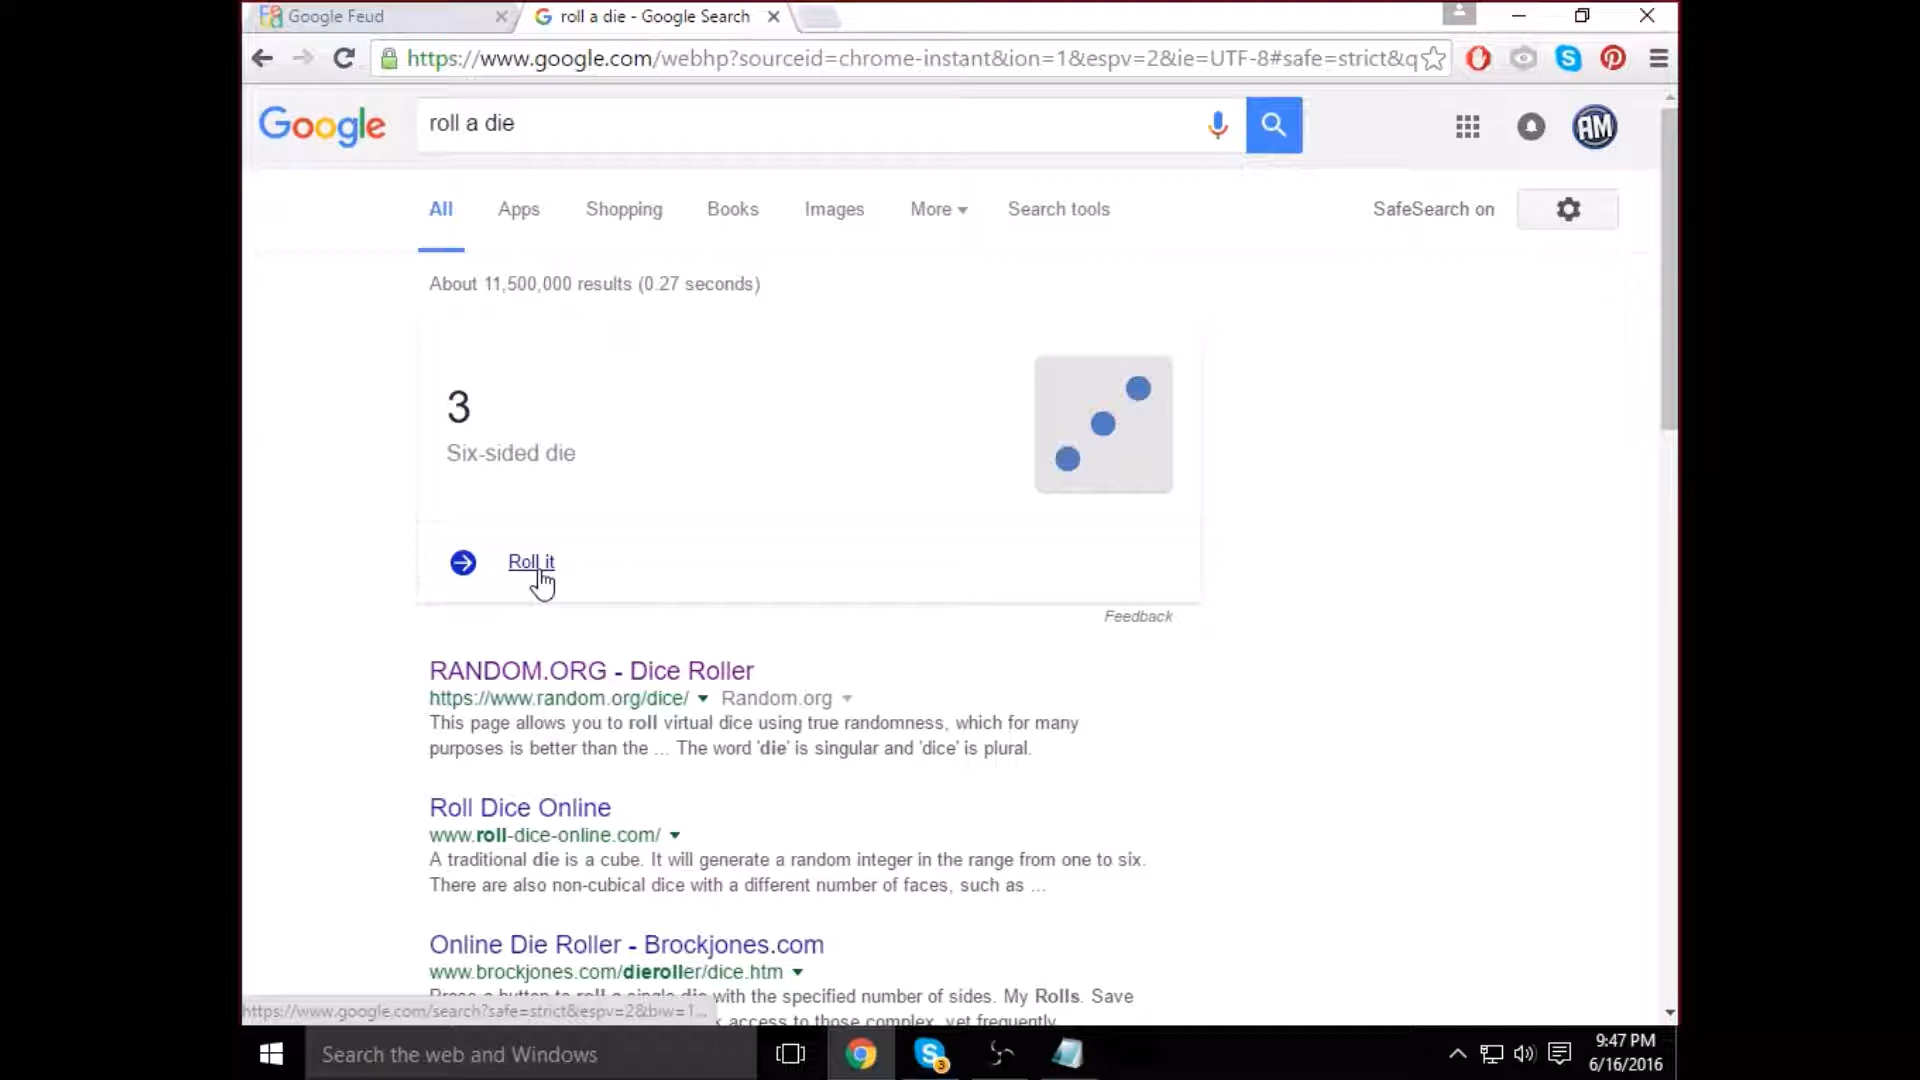 Google Feud
roll a die - Google Search
https://www.google.com/webhp?sourceid=chrome-instant&ion=1&espv=2&ie=UTF-8#safe=strict&q
Google
roll a die
AM
All Apps Shopping Books Images More Search tools SafeSearch on
About 11,500,000 results (0.27 seconds)
3
Six-sided die
Roll it
Feedback
RANDOM.ORG - Dice Roller
https://www.random.org/dice/ Random.org
This page allows you to roll virtual dice using true randomness, which for many
purposes is better than the ... The word 'die' is singular and 'dice' is plural.
Roll Dice Online
www.roll-dice-online.com/
A traditional die is a cube. It will generate a random integer in the range from one to six.
There are also non-cubical dice with a different number of faces, such as ...
Online Die Roller - Brockjones.com
www.brockjones.com/dieroller/dice.htm
Press a button to roll a single die with the specified number of sides. My Rolls. Save
https://www.google.com/search?safe=strict&espv=2&biw=1...
access to those complex, yet frequently
Search the web and Windows
3
9:47 PM
6/16/2016